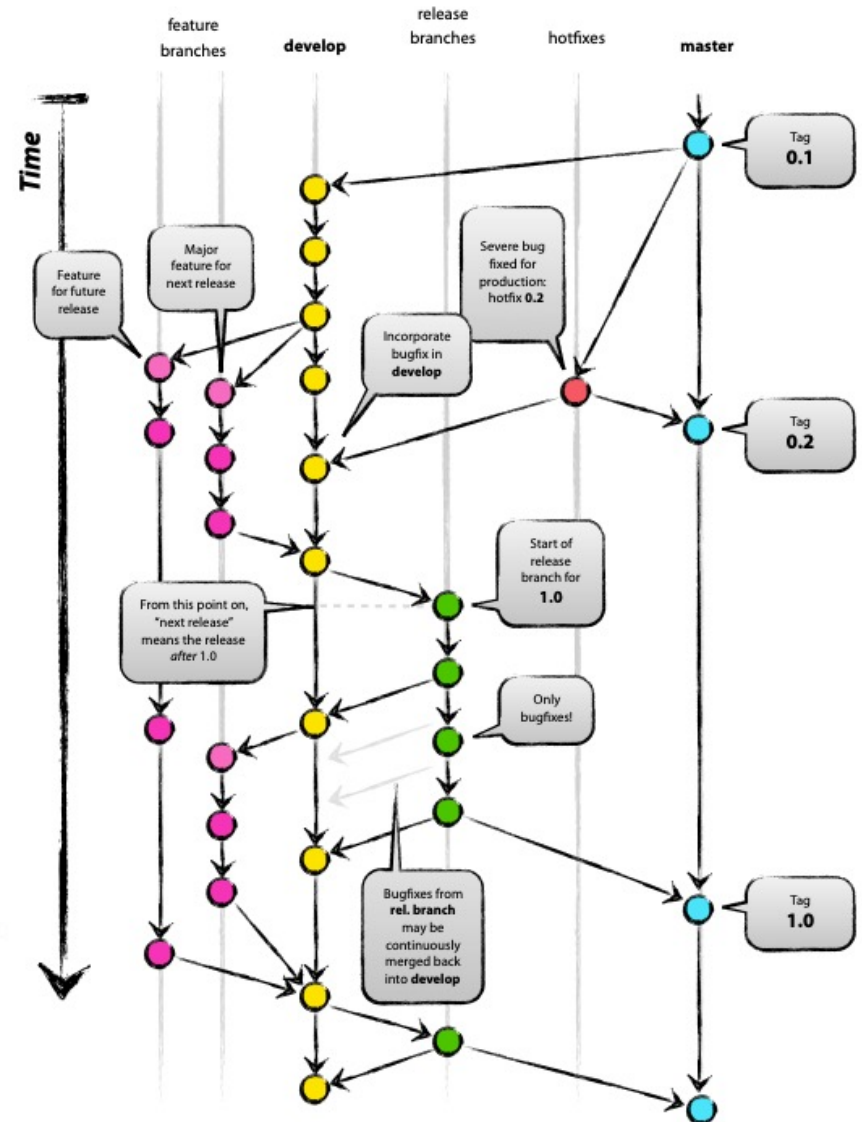 feature
branches
develop
release
branches
hotfixes
master
Time
Tag
0.1
Feature
for future
release
Major
feature for
next release
Severe bug
fixed for
production:
hotfix 0.2
Incorporate
bugfix in
develop
Tag
0.2
Start of
release
branch for
1.0
From this point on,
“next release”
means the release
after 1.0
Only
bugfixes!
Bugfixes from
rel. branch
may be
continuously
merged back
into develop
Tag
1.0